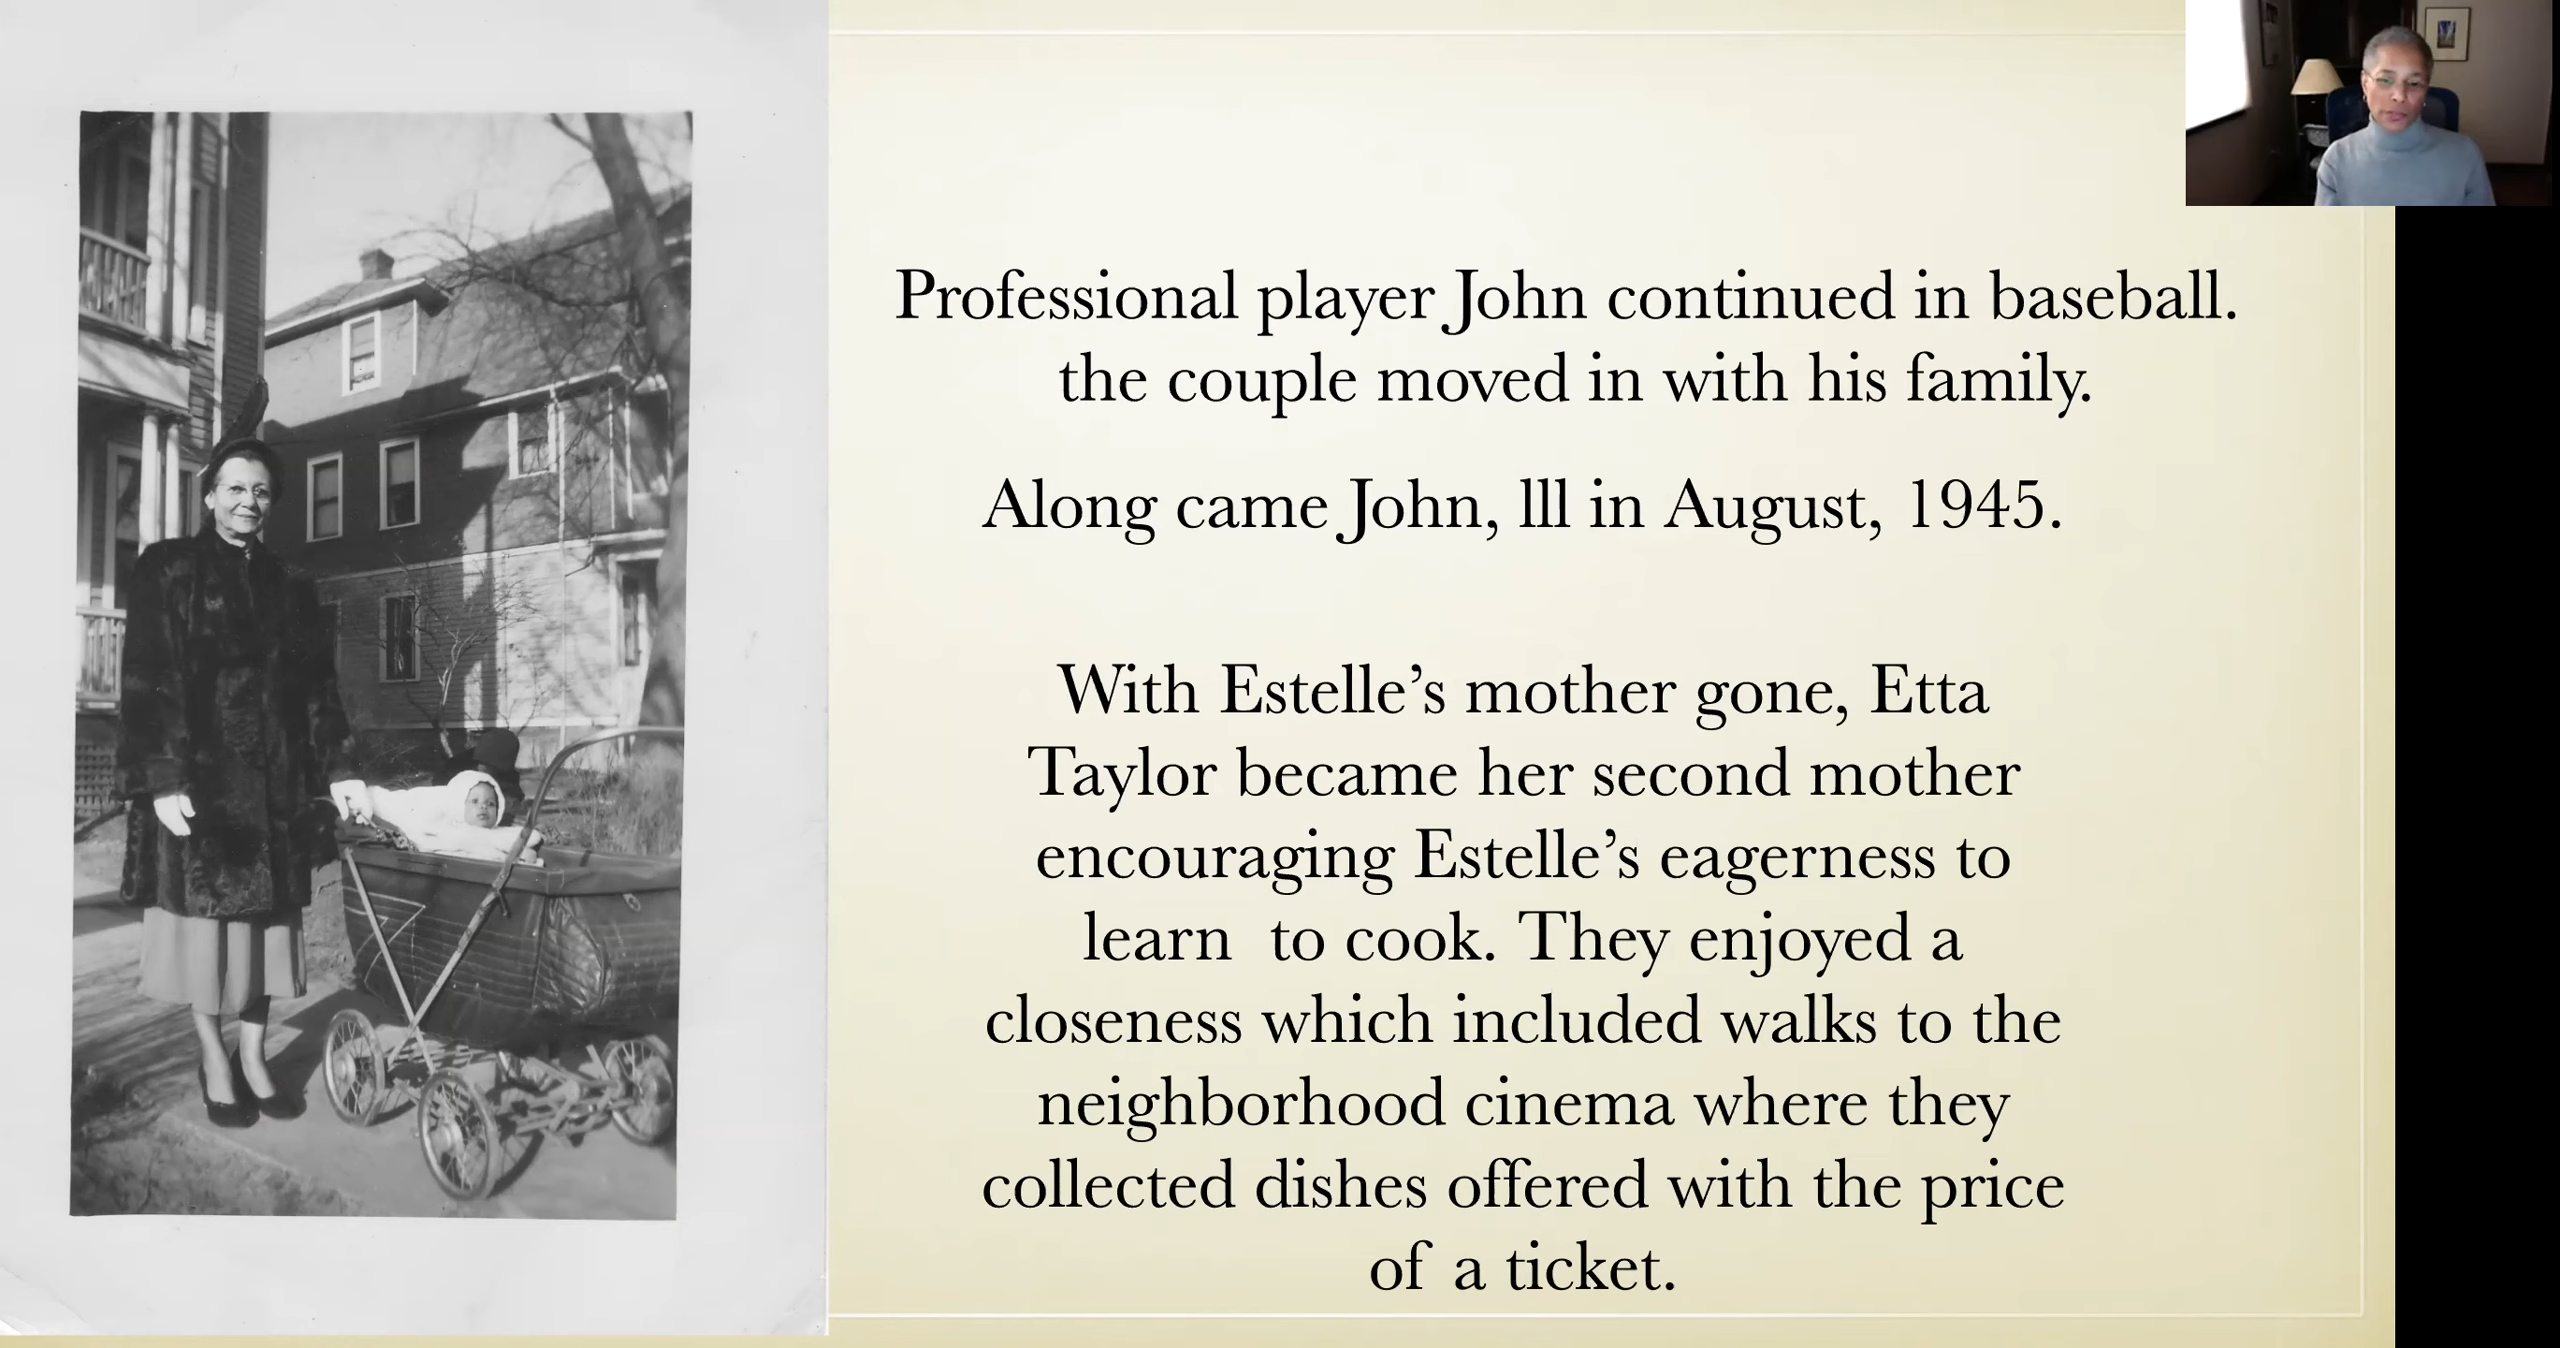 Professional player John continued in baseball.
the couple moved in with his family.
Along came John, lll in August, 1945.
With Estelle’s mother gone, Etta
Taylor became her second mother
encouraging Estelle’s eagerness to
learn  to cook. They enjoyed a
closeness which included walks to the
neighborhood cinema where they
collected dishes offered with the price
of a ticket.